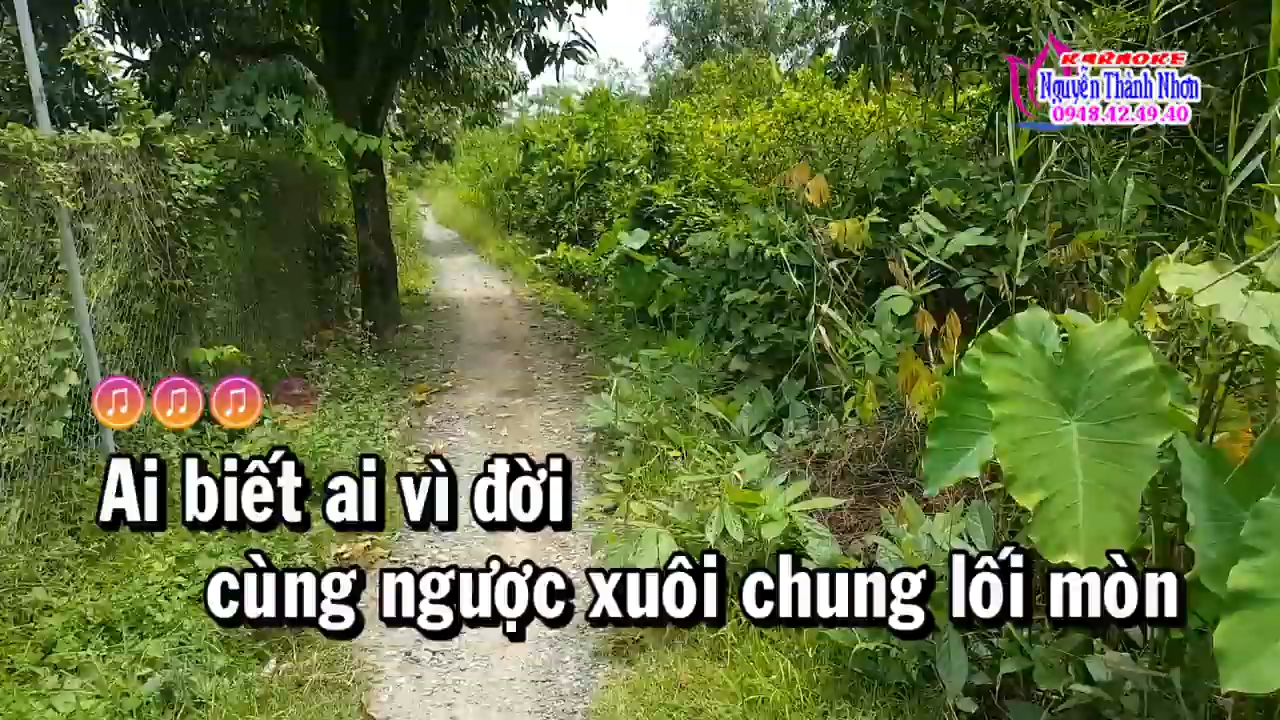 KARAOKE
Nguyễn Thành Nhơn
0948.42.49.40
Ai biết ai vì đời
cùng ngược xuôi chung lối mòn